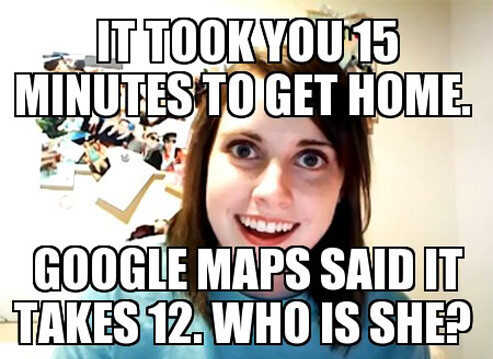 IT TOOK YOU 15
MINUTES TO GET HOME.
GOOGLE MAPS SAID IT
TAKES 12. WHO IS SHE?